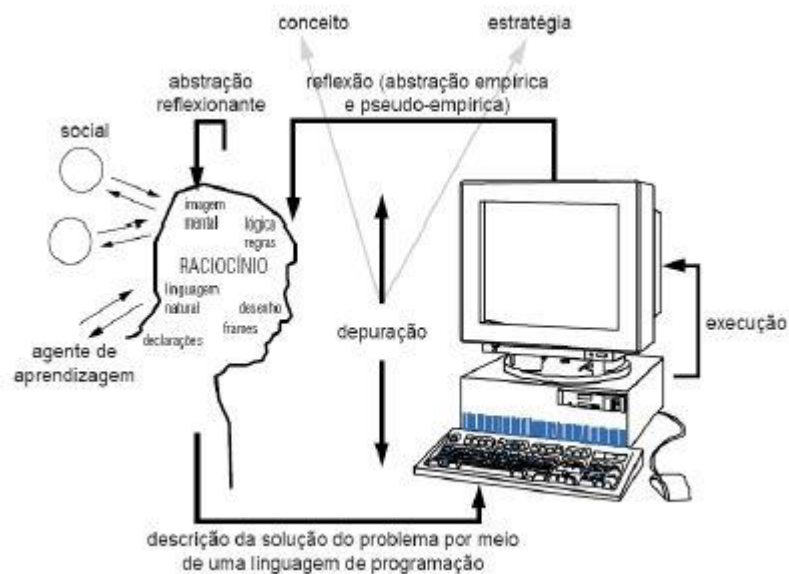 conceito
estratégia
abstração
reflexionante
reflexão (abstração empírica
e pseudo-empírica)
social
imagem
mental
lógica
regras
RACIOCÍNIO
linguagem
natural
desenho
frames
declarações
agente de
aprendizagem
depuração
execução
descrição da solução do problema por meio
de uma linguagem de programação